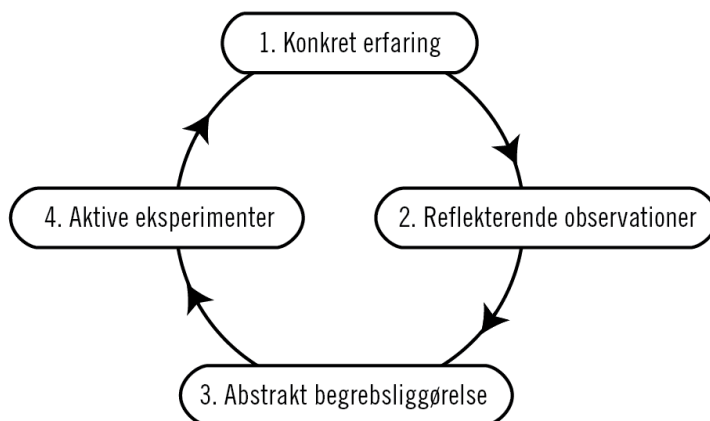 1. Konkret erfaring
2. Reflekterende observationer
3. Abstrakt begrebsliggørelse
4. Aktive eksperimenter